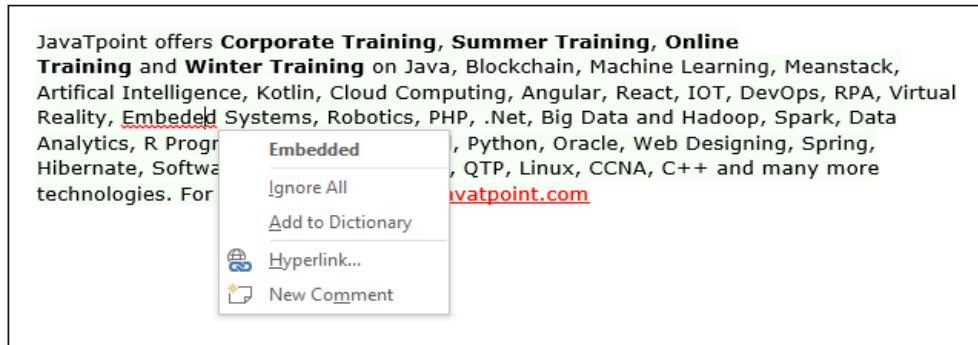 JavaTpoint offers Corporate Training, Summer Training, Online
Training and Winter Training on Java, Blockchain, Machine Learning, Meanstack,
Artifical Intelligence, Kotlin, Cloud Computing, Angular, React, IOT, DevOps, RPA, Virtual
Reality, Embeded Systems, Robotics, PHP, .Net, Big Data and Hadoop, Spark, Data
Analytics, R Progr , Python, Oracle, Web Designing, Spring,
Hibernate, Softwa , QTP, Linux, CCNA, C++ and many more
technologies. For avatpoint.com
Embedded
Ignore All
Add to Dictionary
Hyperlink...
New Comment